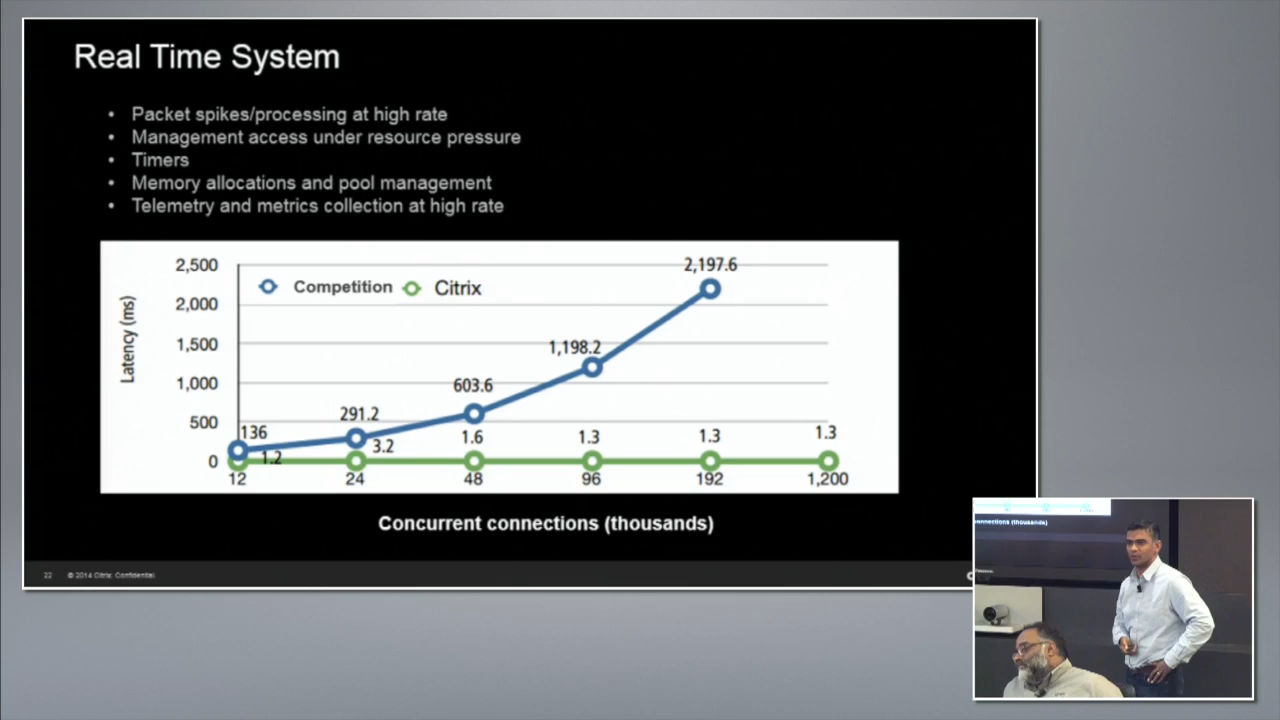 Real Time System
• Packet spikes/processing at high rate
• Management access under resource pressure
• Timers
• Memory allocations and pool management
• Telemetry and metrics collection at high rate
Latency (ms)
2,500
2,000
1,500
1,000
500
0
Competition
Citrix
136
291.2
603.6
1,198.2
2,197.6
1.2
3.2
1.6
1.3
1.3
1.3
12
24
48
96
192
1,200
Concurrent connections (thousands)
22 © 2014 Citrix. Confidential.
onnections (thousands)